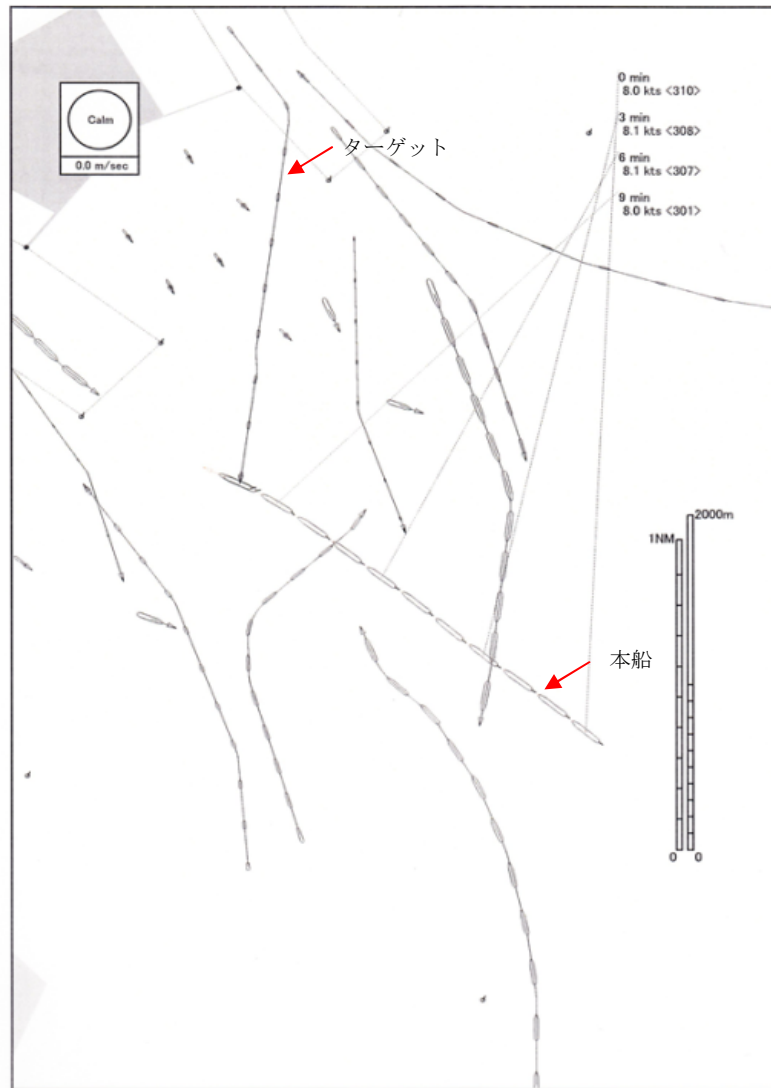 Calm
0.0 m/sec
ターゲット
0 min
8.0 kts <310>
3 min
8.1 kts <308>
6 min
8.1 kts <307>
9 min
8.0 kts <301>
本船
2000m
1NM
0
0